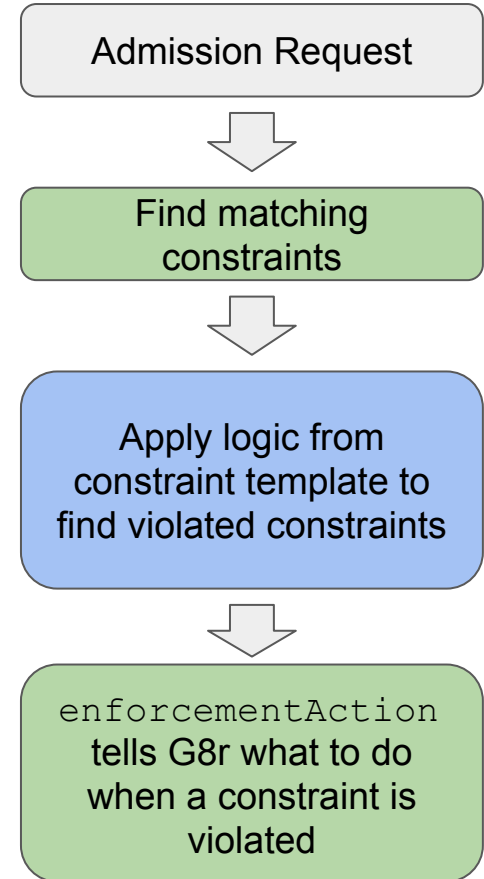 Admission Request
Find matching
constraints
Apply logic from
constraint template to
find violated constraints
enforcementAction
tells G8r what to do
when a constraint is
violated